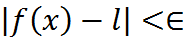 |f(x) − l| <∈